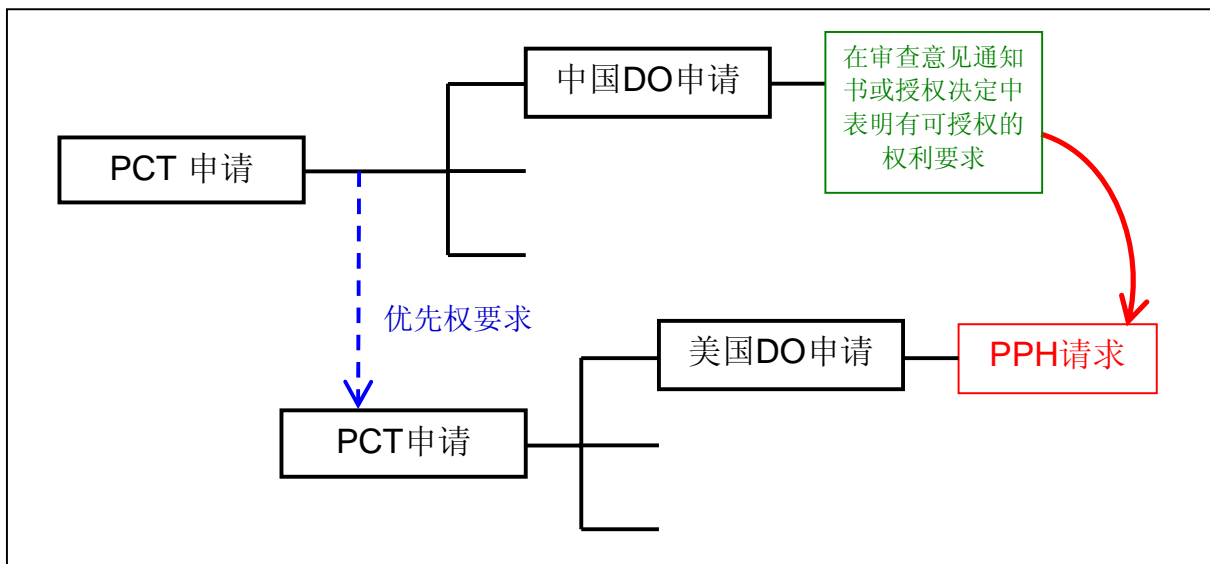 中国DO申请
在审查意见通知
书或授权决定中
表明有可授权的
权利要求
PCT 申请
优先权要求
美国DO申请
PPH请求
PCT申请